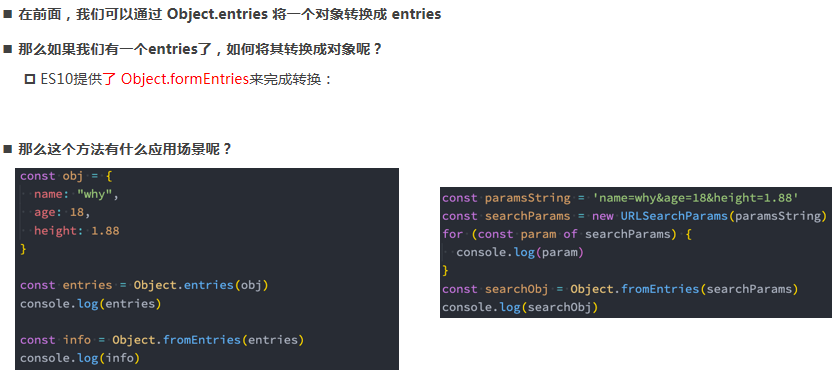 ■ 在前面，我们可以通过 Object.entries 将一个对象转换成 entries
■ 那么如果我们有一个entries了，如何将其转换成对象呢？
ES10提供了 Object.formEntries来完成转换：
■ 那么这个方法有什么应用场景呢？
const obj = {
  name: "why",
  age: 18,
  height: 1.88
}
const entries = Object.entries(obj)
console.log(entries)
const info = Object.fromEntries(entries)
console.log(info)
const paramsString = 'name=why&age=18&height=1.88'
const searchParams = new URLSearchParams(paramsString)
for (const param of searchParams) {
  console.log(param)
}
const searchObj = Object.fromEntries(searchParams)
console.log(searchObj)